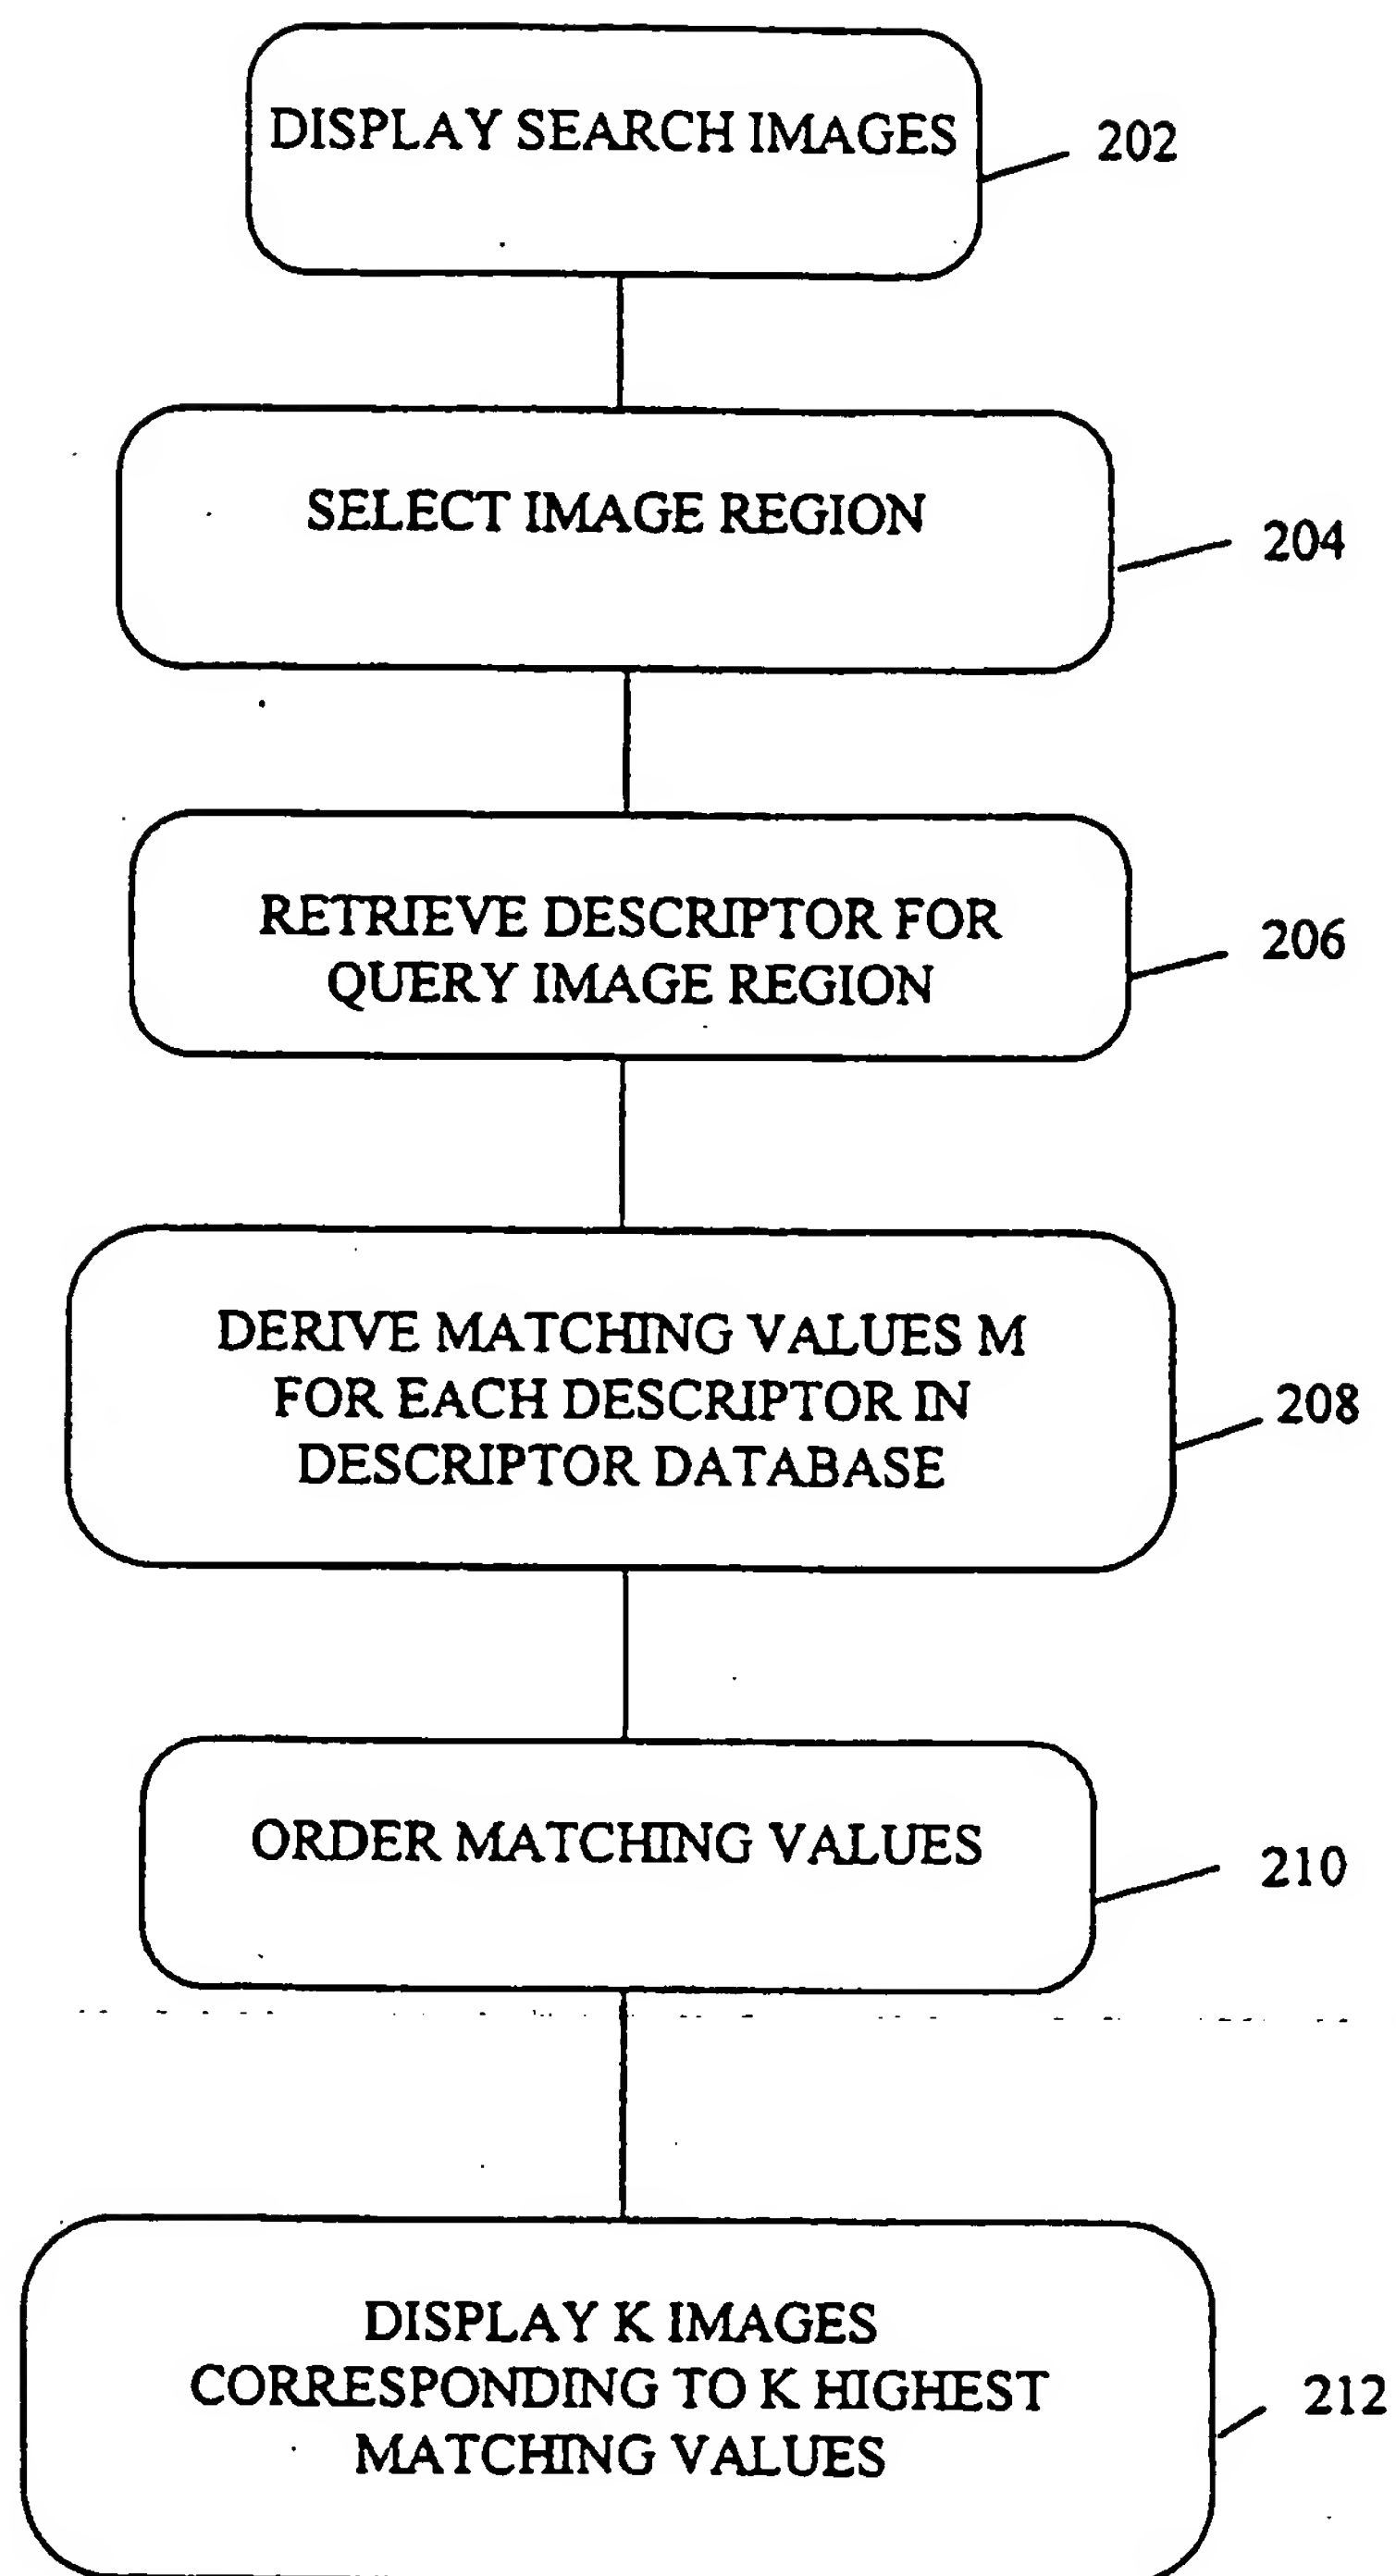 DISPLAY SEARCH IMAGES
202
SELECT IMAGE REGION
204
RETRIEVE DESCRIPTOR FOR
QUERY IMAGE REGION
206
DERIVE MATCHING VALUES M
FOR EACH DESCRIPTOR IN
DESCRIPTOR DATABASE
208
ORDER MATCHING VALUES
210
DISPLAY K IMAGES
CORRESPONDING TO K HIGHEST
MATCHING VALUES
212